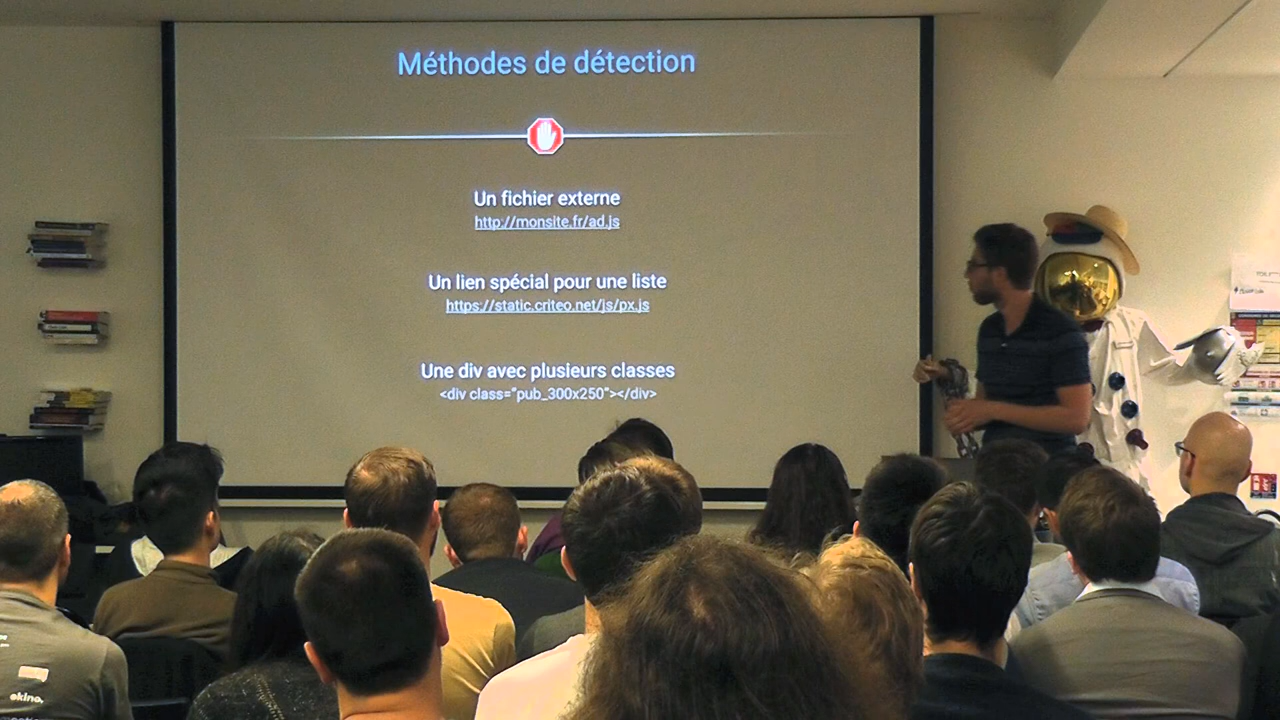 Méthodes de détection
Un fichier externe
http://monsite.fr/ad.js
Un lien spécial pour une liste
https://static.criteo.net/js/px.js
Une div avec plusieurs classes
<div class="pub_300x250"></div>
ekino.